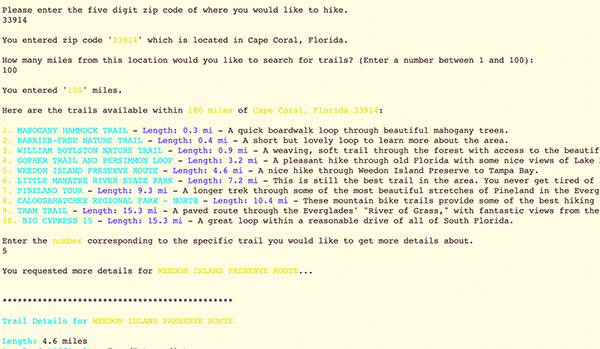 Please enter the five digit zip code of where you would like to hike.
33914
You entered zip code '33914' which is located in Cape Coral, Florida.
How many miles from this location would you like to search for trails? (Enter a number between 1 and 100):
100
You entered '100' miles.
Here are the trails available within 100 miles of Cape Coral, Florida 33914:
1. MAHOGANY HAMMOCK TRAIL - Length: 0.3 mi - A quick boardwalk loop through beautiful mahogany trees.
2. BARRIER-FREE NATURE TRAIL - Length: 0.4 mi - A short but lovely loop to learn more about the area.
3. WILLIAM BOYLSTON NATURE TRAIL - Length: 0.9 mi - A weaving, soft trail through the forest with access to the beautif
4. GOPHER TRAIL AND PERSIMMON LOOP - Length: 3.2 mi - A pleasant hike through old Florida with some nice views of Lake
5. WEEDON ISLAND PRESERVE ROUTE - Length: 4.6 mi - A nice hike through Weedon Island Preserve to Tampa Bay.
6. LITTLE MANATEE RIVER STATE PARK - Length: 7.2 mi - This is still the best trail in the area. You never get tired of
7. PINELAND TOUR - Length: 9.3 mi - A longer trek through some of the most beautiful stretches of Pineland in the Everg
8. CALOOSAHATCHEE REGIONAL PARK - NORTH - Length: 10.4 mi - These mountain bike trails provide some of the best hiking
9. TRAM TRAIL - Length: 15.3 mi - A paved route through the Everglades' "River of Grass," with fantastic views from the
10. BIG CYPRESS 15 - Length: 15.3 mi - A great loop within a reasonable drive of all of South Florida.
Enter the number corresponding to the specific trail you would like to get more details about.
5
You requested more details for WEEDON ISLAND PRESERVE ROUTE...
**********************************************
Trail Details for WEEDON ISLAND PRESERVE ROUTE
Length: 4.6 miles